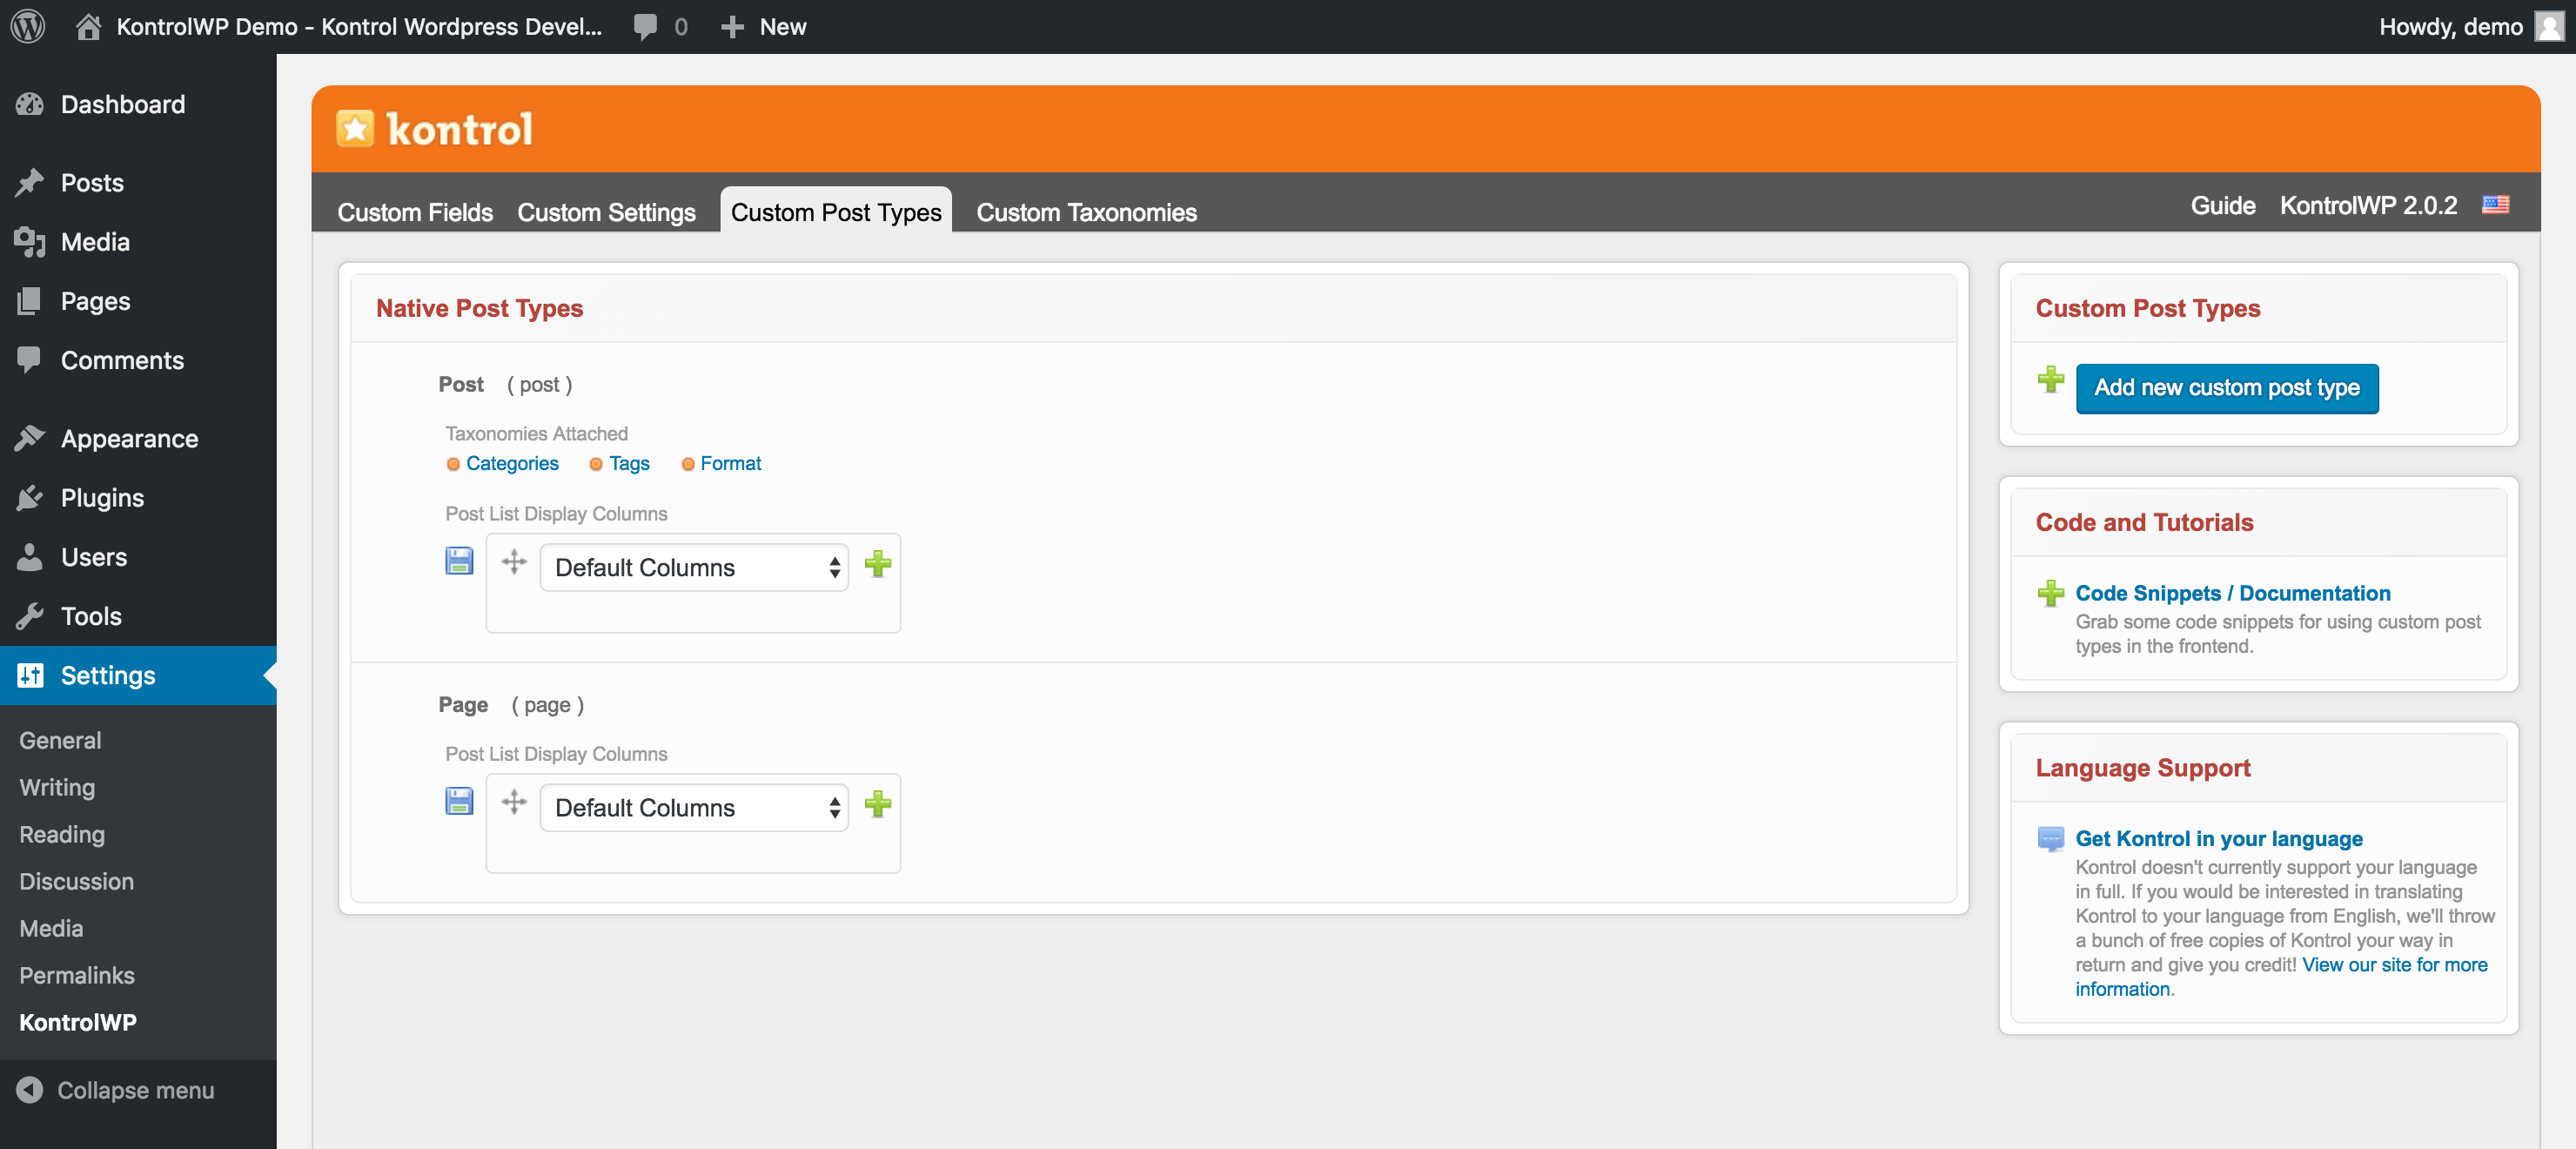 KontrolWP Demo – Kontrol Wordpress Devel...
0
New
Howdy, demo
Dashboard
Posts
Media
Pages
Comments
Appearance
Plugins
Users
Tools
Settings
General
Writing
Reading
Discussion
Media
Permalinks
KontrolWP
Collapse menu
kontrol
Custom Fields
Custom Settings
Custom Post Types
Custom Taxonomies
Guide
KontrolWP 2.0.2
Native Post Types
Post ( post )
Taxonomies Attached
Categories
Tags
Format
Post List Display Columns
Default Columns
Page ( page )
Post List Display Columns
Default Columns
Custom Post Types
Add new custom post type
Code and Tutorials
Code Snippets / Documentation
Grab some code snippets for using custom post
types in the frontend.
Language Support
Get Kontrol in your language
Kontrol doesn't currently support your language
in full. If you would be interested in translating
Kontrol to your language from English, we'll throw
a bunch of free copies of Kontrol your way in
return and give you credit! View our site for more
information.